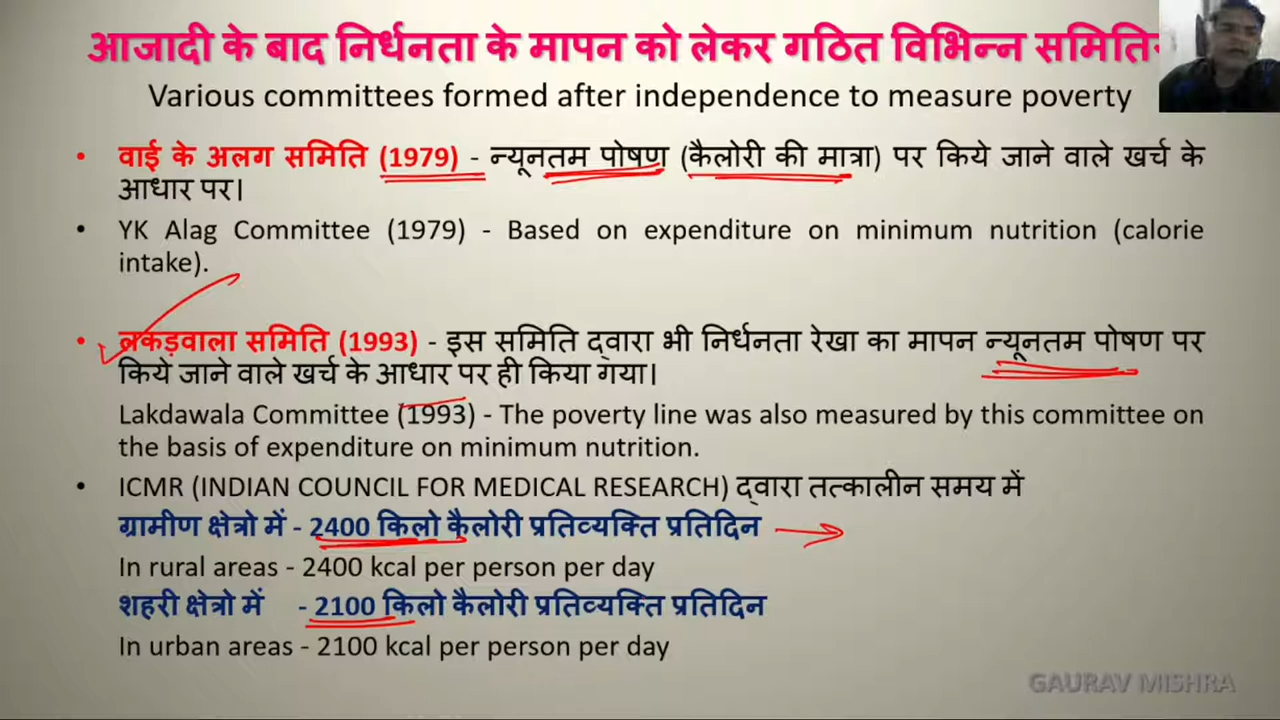 आजादी के बाद निर्धनता के मापन को लेकर गठित विभिन्न
Various committees formed after independence to measure poverty
• वाई के अलग समिति (1979) - न्यूनतम पोषण (कैलोरी की मात्रा) पर किये जाने वाले खर्च के
आधार पर।
• YK Alag Committee (1979) - Based on expenditure on minimum nutrition (calorie
intake).
• लकड़वाला समिति (1993) - इस समिति द्वारा भी निर्धनता रेखा का मापन न्यूनतम पोषण पर
किये जाने वाले खर्च के आधार पर ही किया गया।
Lakdawala Committee (1993) - The poverty line was also measured by this committee on
the basis of expenditure on minimum nutrition.
• ICMR (INDIAN COUNCIL FOR MEDICAL RESEARCH) द्वारा तत्कालीन समय में
ग्रामीण क्षेत्रो में - 2400 किलो कैलोरी प्रतिव्यक्ति प्रतिदिन
In rural areas - 2400 kcal per person per day
शहरी क्षेत्रो में - 2100 किलो कैलोरी प्रतिव्यक्ति प्रतिदिन
In urban areas - 2100 kcal per person per day
GAURAV MISHRA